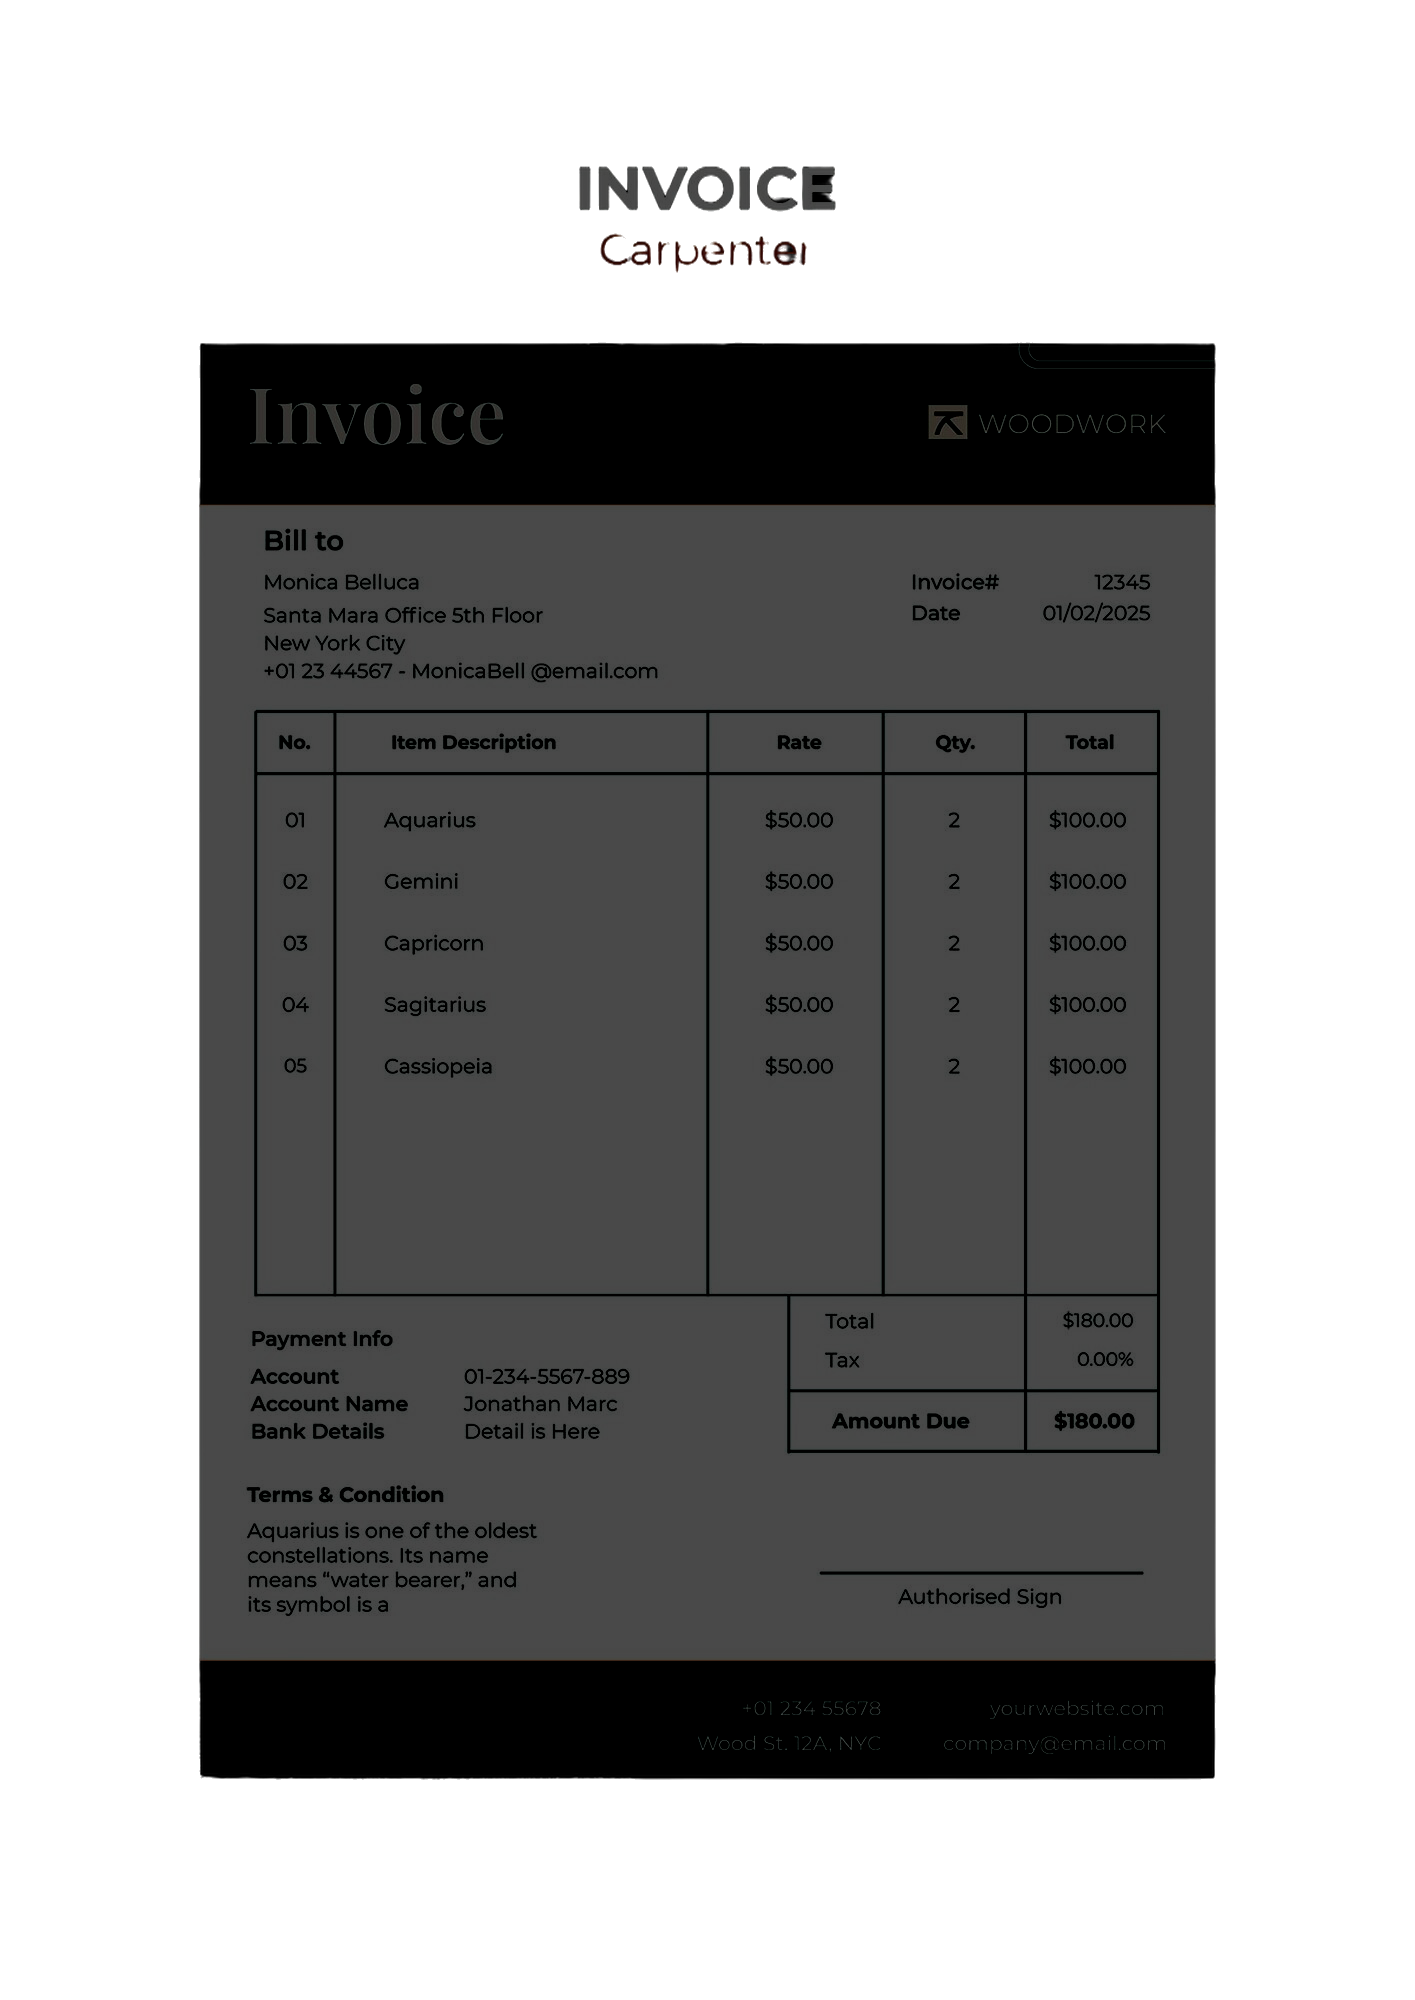 INVOICE
Carpenter
Invoice
WOODWORK
Bill to
Monica Belluca
Santa Mara Office 5th Floor
New York City
+01 23 44567 - MonicaBell @email.com
Invoice# 12345
Date 01/02/2025
No. Item Description Rate Qty. Total
01 Aquarius $50.00 2 $100.00
02 Gemini $50.00 2 $100.00
03 Capricorn $50.00 2 $100.00
04 Sagitarius $50.00 2 $100.00
05 Cassiopeia $50.00 2 $100.00
Total $180.00
Tax 0.00%
Amount Due $180.00
Payment Info
Account 01-234-5567-889
Account Name Jonathan Marc
Bank Details Detail is Here
Terms & Condition
Aquarius is one of the oldest
constellations. Its name
means “water bearer,” and
its symbol is a
Authorised Sign
+01 234 55678 yourwebsite.com
Wood St. 12A, NYC company@email.com